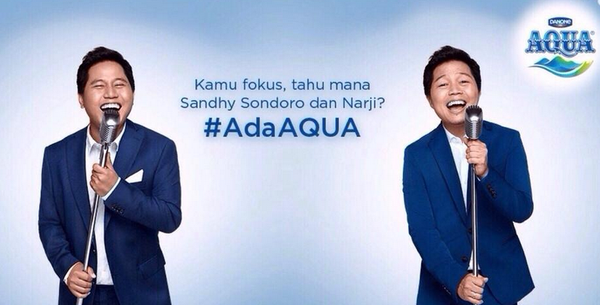 Kamu fokus, tahu mana
Sandhy Sondoro dan Narji?
#AdaAQUA
DANONE
AQUA